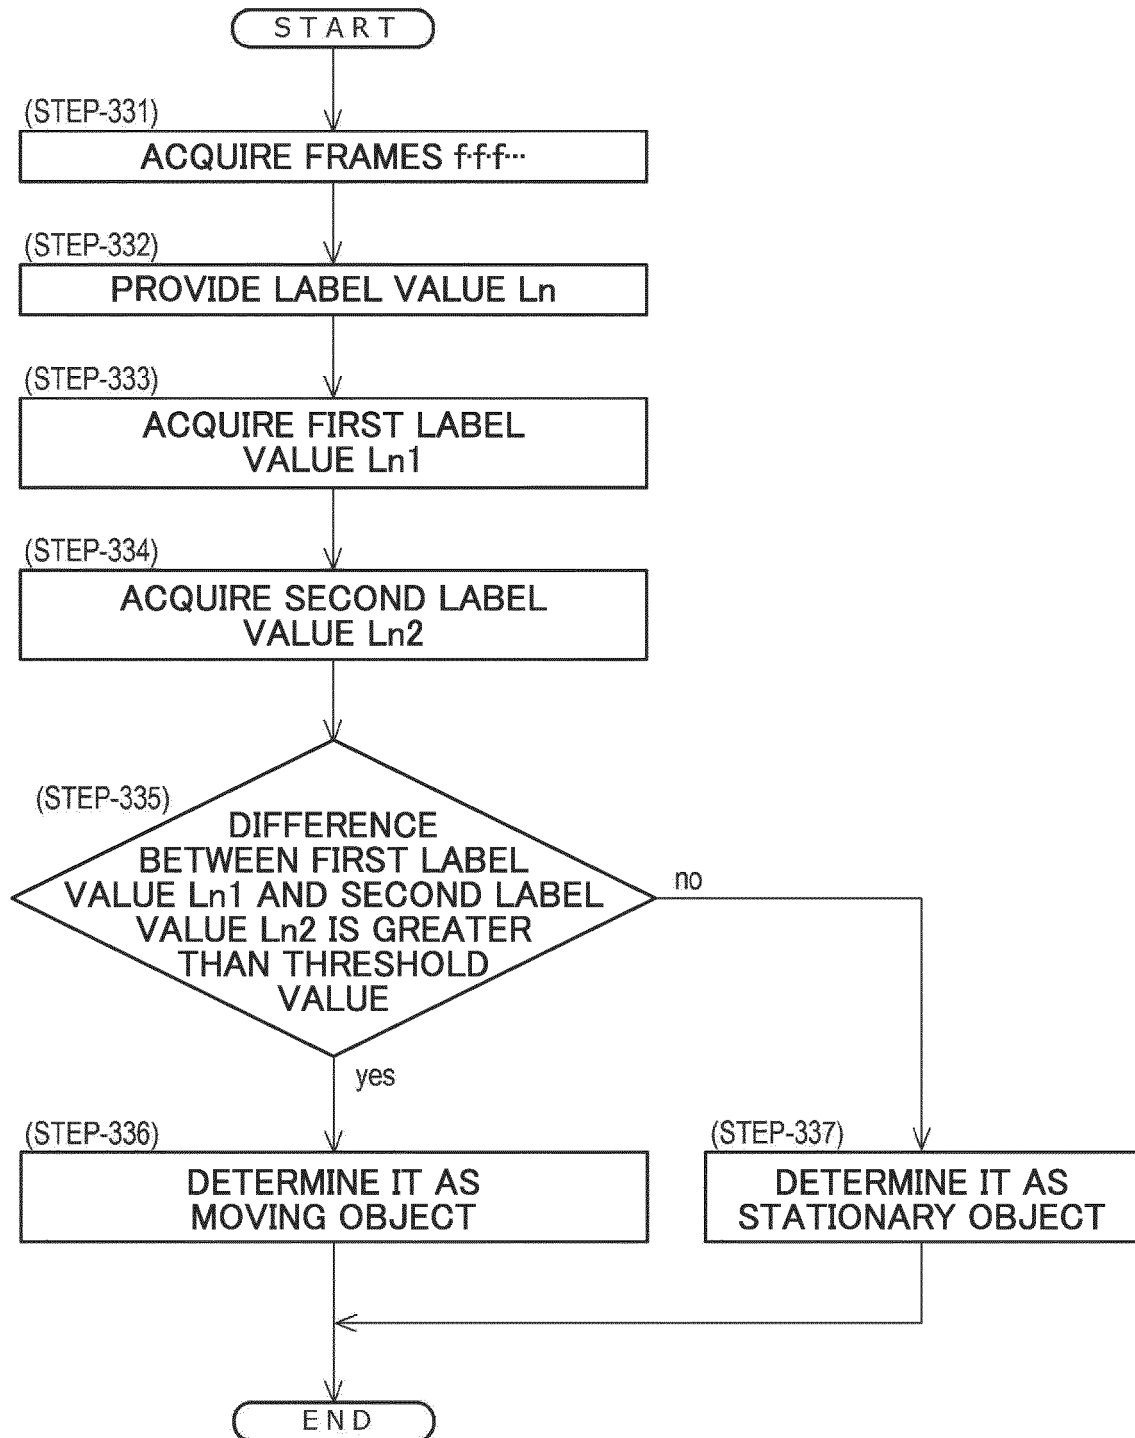 START
(STEP-331)
ACQUIRE FRAMES f·f·f···
(STEP-332)
PROVIDE LABEL VALUE Ln
(STEP-333)
ACQUIRE FIRST LABEL
VALUE Ln1
(STEP-334)
ACQUIRE SECOND LABEL
VALUE Ln2
(STEP-335)
DIFFERENCE
BETWEEN FIRST LABEL
VALUE Ln1 AND SECOND LABEL
VALUE Ln2 IS GREATER
THAN THRESHOLD
VALUE
no
yes
(STEP-336)
DETERMINE IT AS
MOVING OBJECT
(STEP-337)
DETERMINE IT AS
STATIONARY OBJECT
END